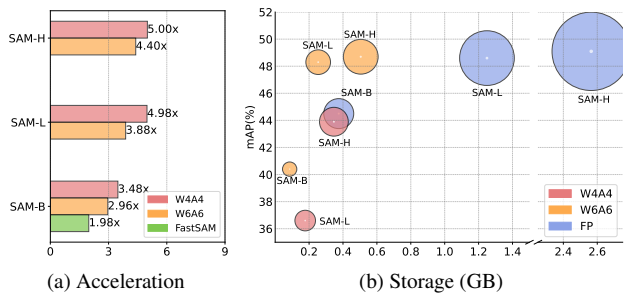 SAM-H
5.00x
4.40x
SAM-L
4.98x
3.88x
SAM-B
3.48x
2.96x
1.98x
W4A4
W6A6
FastSAM
0 3 6 9
(a) Acceleration
mAP(%)
52
50
48
46
44
42
40
38
36
SAM-L
SAM-H
SAM-B
SAM-L
SAM-H
SAM-H
SAM-B
SAM-L
W4A4
W6A6
FP
0.2 0.4 0.6 0.8 1.0 1.2 1.4 2.4 2.6
(b) Storage (GB)